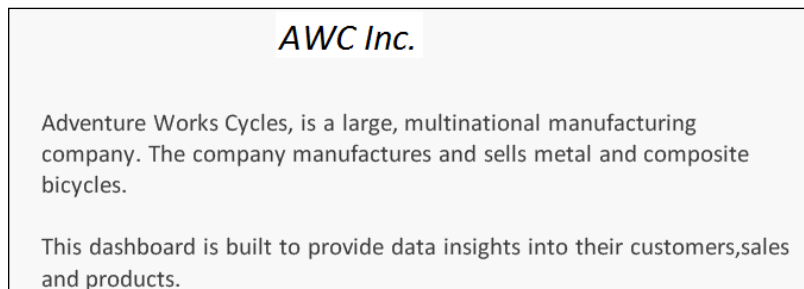 AWC Inc.
Adventure Works Cycles, is a large, multinational manufacturing
company. The company manufactures and sells metal and composite
bicycles.
This dashboard is built to provide data insights into their customers,sales
and products.